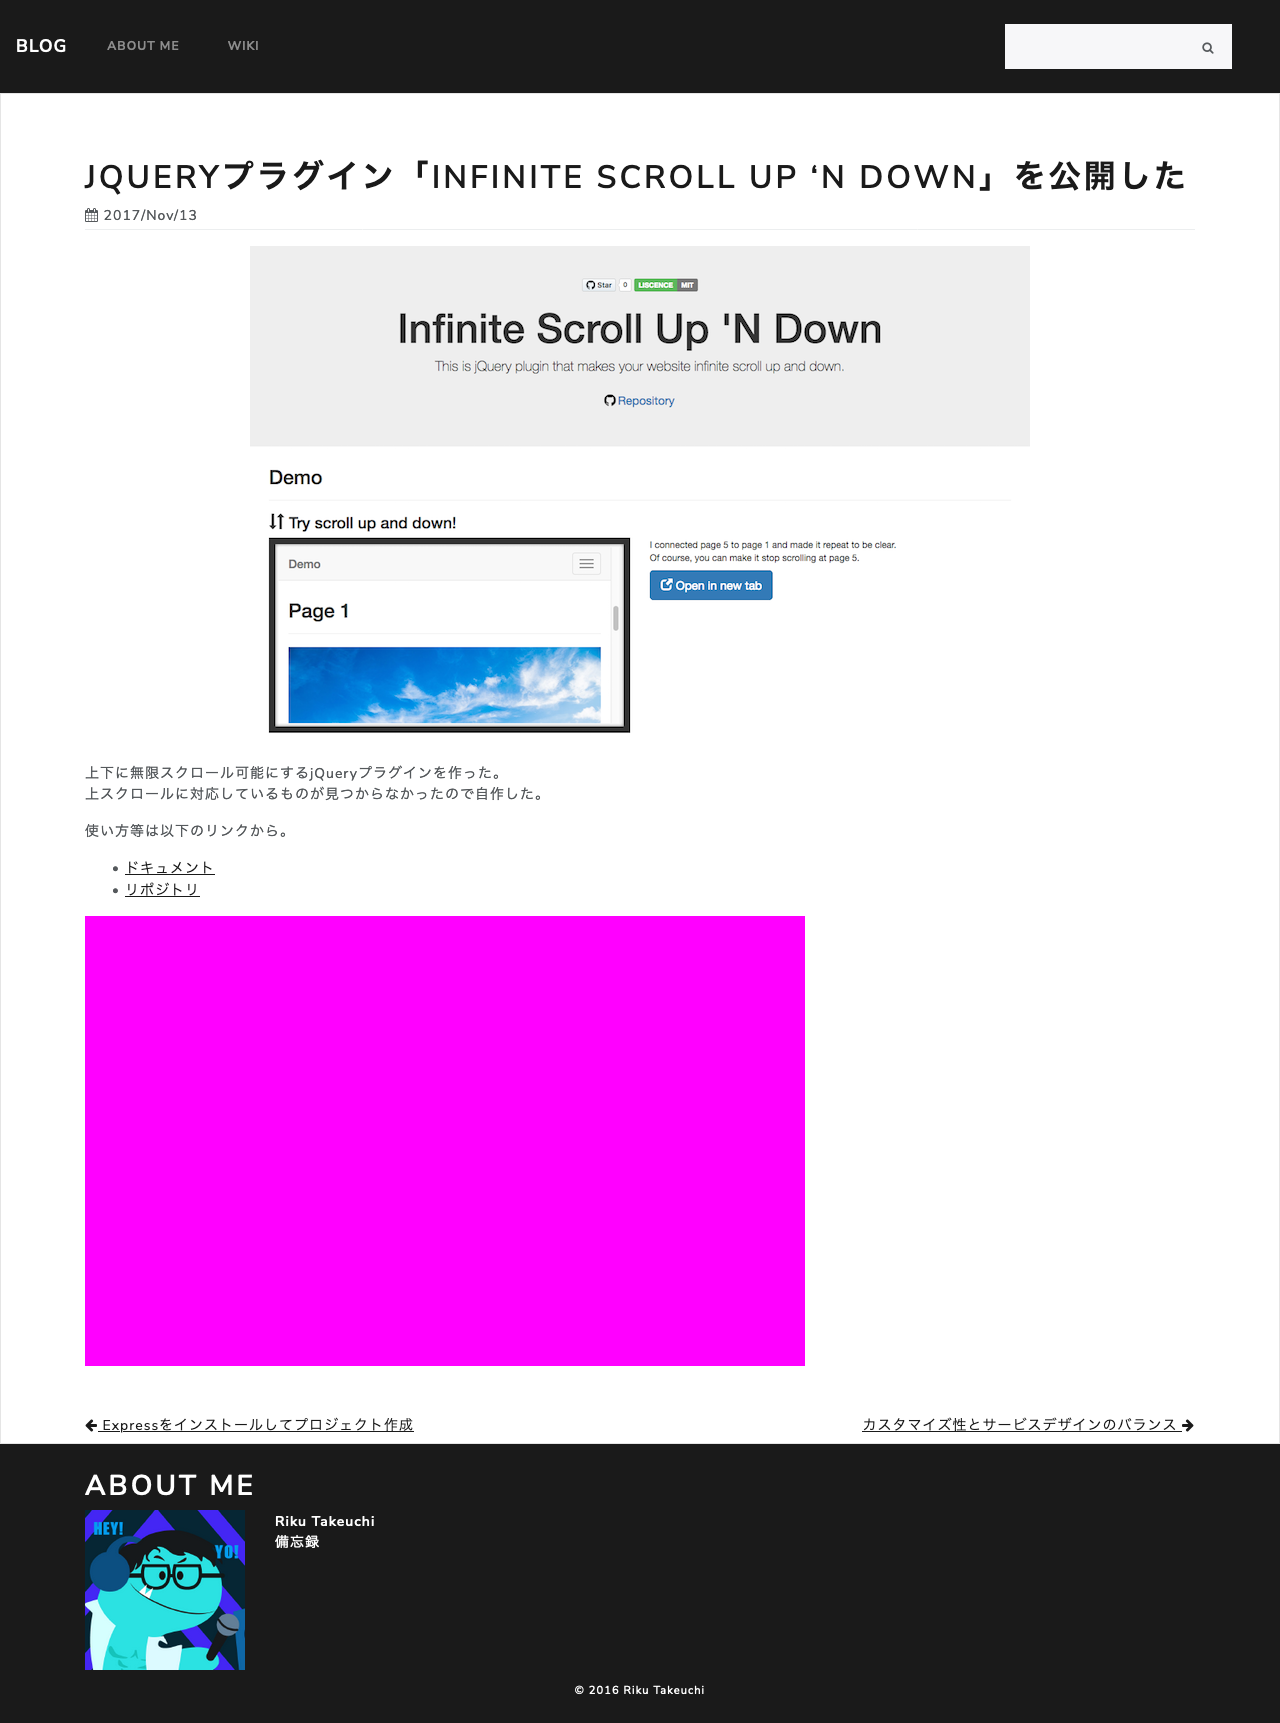 BLOG ABOUT ME WIKI
JQUERYプラグイン「INFINITE SCROLL UP ‘N DOWN」を公開した
2017/Nov/13
Star 0 LISCENCE MIT
Infinite Scroll Up 'N Down
This is jQuery plugin that makes your website infinite scroll up and down.
Repository
Demo
Try scroll up and down!
Demo
Page 1
I connected page 5 to page 1 and made it repeat to be clear.
Of course, you can make it stop scrolling at page 5.
Open in new tab
上下に無限スクロール可能にするjQueryプラグインを作った。
上スクロールに対応しているものが見つからなかったので自作した。
使い方等は以下のリンクから。
ドキュメント
リポジトリ
Expressをインストールしてプロジェクト作成
カスタマイズ性とサービスデザインのバランス
ABOUT ME
HEY!
YO!
Riku Takeuchi
備忘録
© 2016 Riku Takeuchi